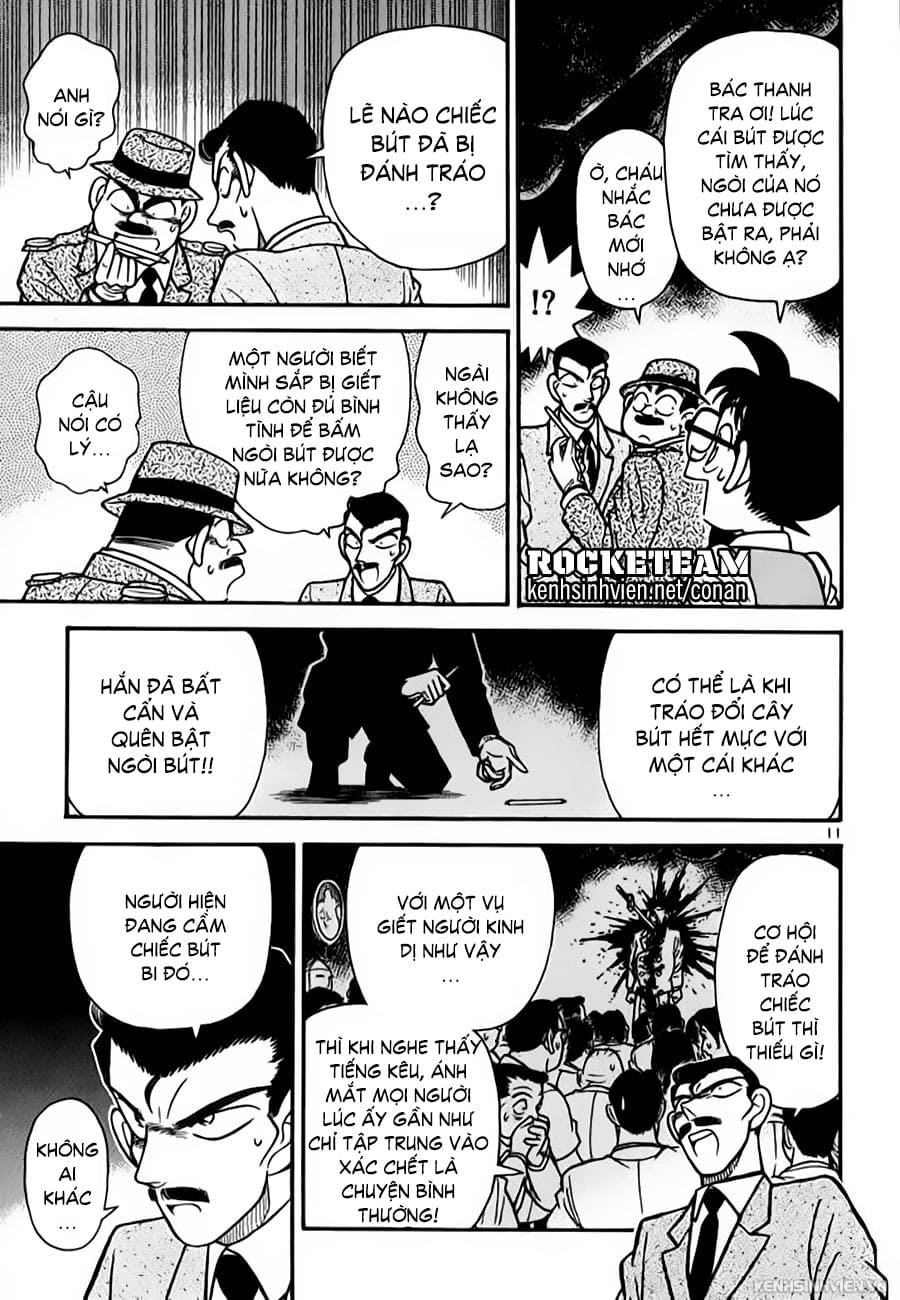 BÁC THANH
TRA ƠI! LÚC
CÁI BÚT ĐƯỢC
TÌM THẤY,
NGÒI CỦA NÓ
CHƯA ĐƯỢC
BẬT RA, PHẢI
KHÔNG Ạ?
Ờ, CHÁU
NHẮC
BÁC MỚI
NHỚ
...
!?
ROCKETEAM
kenhsinhvien.net/conan
LẼ NÀO CHIẾC
BÚT ĐÃ BỊ
ĐÁNH TRÁO
...?
ANH
NÓI GÌ?
NGÀI
KHÔNG
THẤY
LẠ
SAO?
MỘT NGƯỜI BIẾT
MÌNH SẮP BỊ GIẾT
LIỆU CÒN ĐỦ BÌNH
TĨNH ĐỂ BẤM
NGÒI BÚT ĐƯỢC
NỮA KHÔNG?
CẬU
NÓI CÓ
LÝ...
CÓ THỂ LÀ KHI
TRÁO ĐỔI CÂY
BÚT HẾT MỰC VỚI
MỘT CÁI KHÁC
...
HẮN ĐÃ BẤT
CẨN VÀ
QUÊN BẬT
NGÒI BÚT!!
11
CƠ HỘI
ĐỂ ĐÁNH
TRÁO
CHIẾC
BÚT THÌ
THIẾU GÌ!
VỚI MỘT VỤ
GIẾT NGƯỜI KINH
DỊ NHƯ VẬY
...
THÌ KHI NGHE THẤY
TIẾNG KÊU, ÁNH
MẮT MỌI NGƯỜI
LÚC ẤY GẦN NHƯ
CHỈ TẬP TRUNG VÀO
XÁC CHẾT LÀ
CHUYỆN BÌNH
THƯỜNG!
NGƯỜI HIỆN
ĐANG CẦM
CHIẾC BÚT
BI ĐÓ...
KHÔNG
AI
KHÁC
...
KENHSINHVIEN.VN